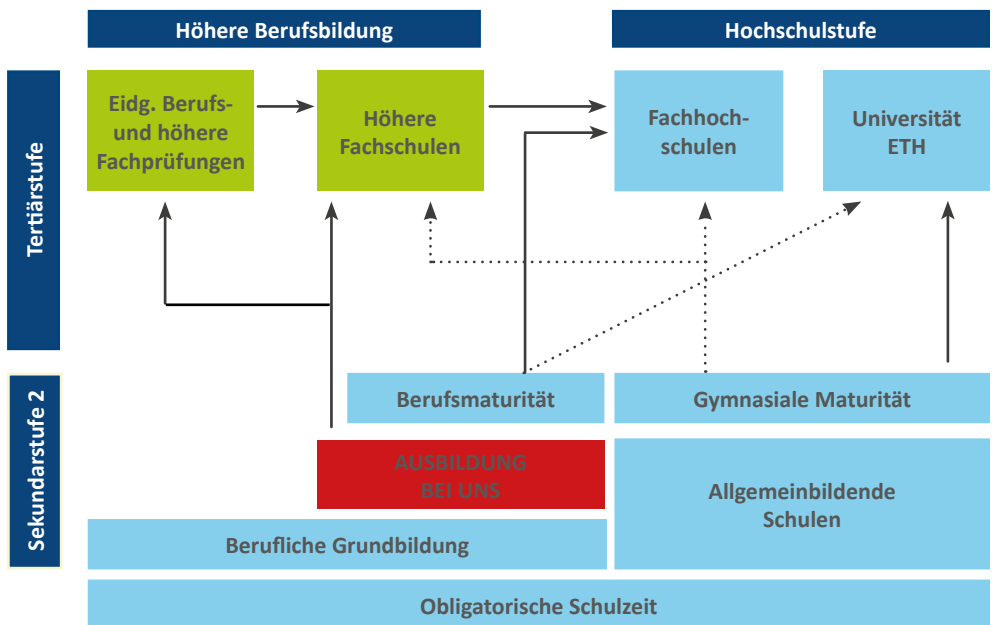 Höhere Berufsbildung
Hochschulstufe
Tertiärstufe
Eidg. Berufs-
und höhere
Fachprüfungen
Höhere
Fachschulen
Fachhoch-
schulen
Universität
ETH
Sekundarstufe 2
Berufsmaturität
Gymnasiale Maturität
AUSBILDUNG
BEI UNS
Allgemeinbildende
Schulen
Berufliche Grundbildung
Obligatorische Schulzeit